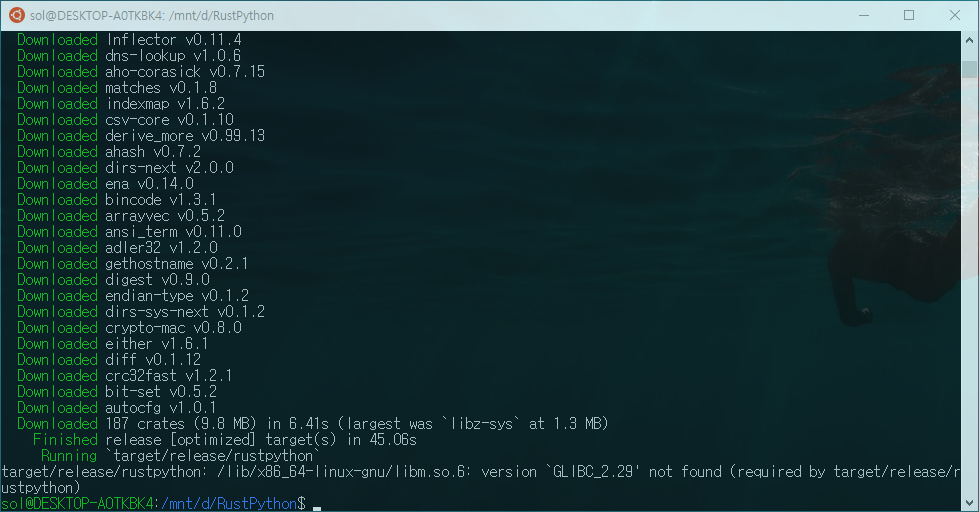 sol@DESKTOP-A0TKBK4: /mnt/d/RustPython
Downloaded Inflector v0.11.4
Downloaded dns-lookup v1.0.6
Downloaded aho-corasick v0.7.15
Downloaded matches v0.1.8
Downloaded indexmap v1.6.2
Downloaded csv-core v0.1.10
Downloaded derive_more v0.99.13
Downloaded ahash v0.7.2
Downloaded dirs-next v2.0.0
Downloaded ena v0.14.0
Downloaded bincode v1.3.1
Downloaded arrayvec v0.5.2
Downloaded ansi_term v0.11.0
Downloaded adler32 v1.2.0
Downloaded gethostname v0.2.1
Downloaded digest v0.9.0
Downloaded endian-type v0.1.2
Downloaded dirs-sys-next v0.1.2
Downloaded crypto-mac v0.8.0
Downloaded either v1.6.1
Downloaded diff v0.1.12
Downloaded crc32fast v1.2.1
Downloaded bit-set v0.5.2
Downloaded autocfg v1.0.1
Downloaded 187 crates (9.8 MB) in 6.41s (largest was `libz-sys` at 1.3 MB)
Finished release [optimized] target(s) in 45.06s
Running `target/release/rustpython`
target/release/rustpython: /lib/x86_64-linux-gnu/libm.so.6: version `GLIBC_2.29' not found (required by target/release/r
ustpython)
sol@DESKTOP-A0TKBK4:/mnt/d/RustPython$